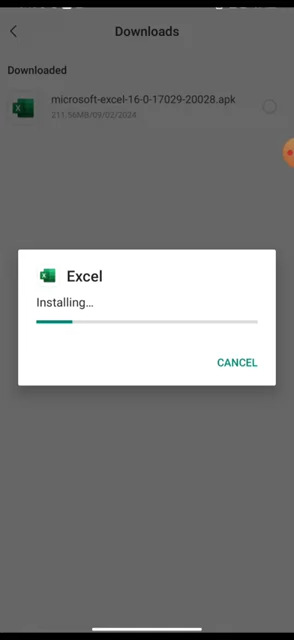 Downloads
Downloaded
microsoft-excel-16-0-17029-20028.apk
211.56MB/09/02/2024
Excel
Installing...
CANCEL